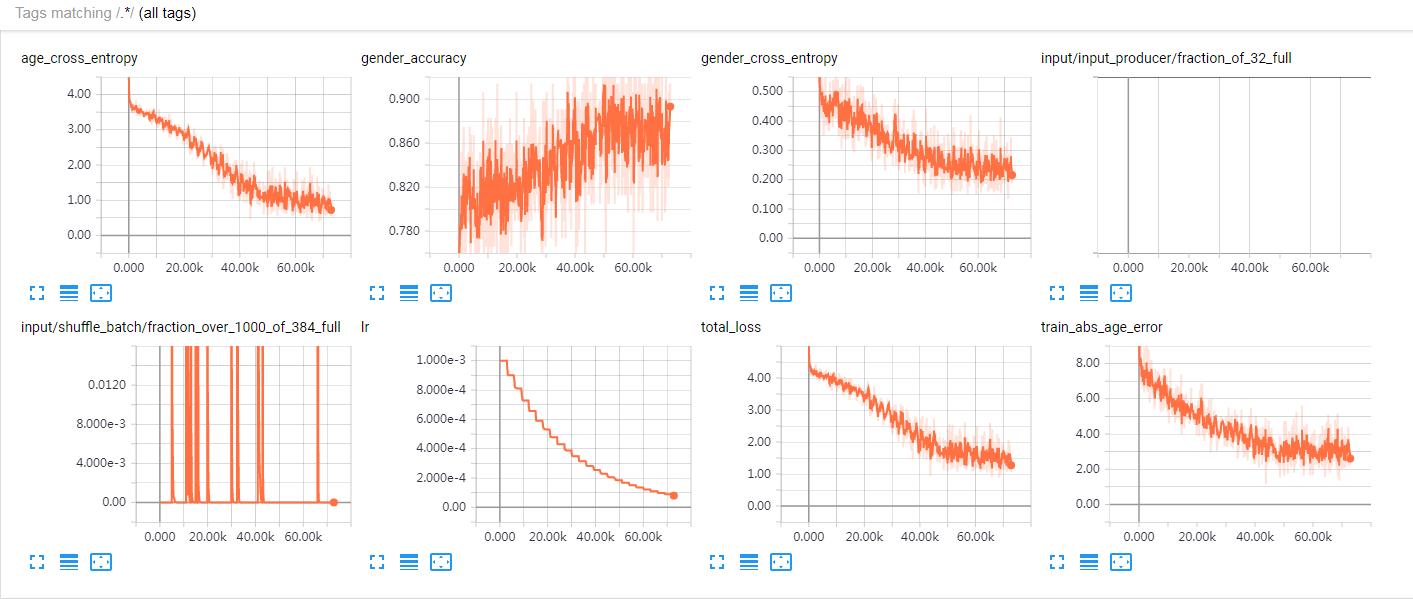 Tags matching /.*/ (all tags)
age_cross_entropy
4.00
3.00
2.00
1.00
0.00
0.000 20.00k 40.00k 60.00k
gender_accuracy
0.900
0.860
0.820
0.780
0.000 20.00k 40.00k 60.00k
gender_cross_entropy
0.500
0.400
0.300
0.200
0.100
0.00
0.000 20.00k 40.00k 60.00k
input/input_producer/fraction_of_32_full
0.000 20.00k 40.00k 60.00k
input/shuffle_batch/fraction_over_1000_of_384_full
0.0120
8.000e-3
4.000e-3
0.00
0.000 20.00k 40.00k 60.00k
lr
1.000e-3
8.000e-4
6.000e-4
4.000e-4
2.000e-4
0.00
0.000 20.00k 40.00k 60.00k
total_loss
4.00
3.00
2.00
1.00
0.00
0.000 20.00k 40.00k 60.00k
train_abs_age_error
8.00
6.00
4.00
2.00
0.00
0.000 20.00k 40.00k 60.00k